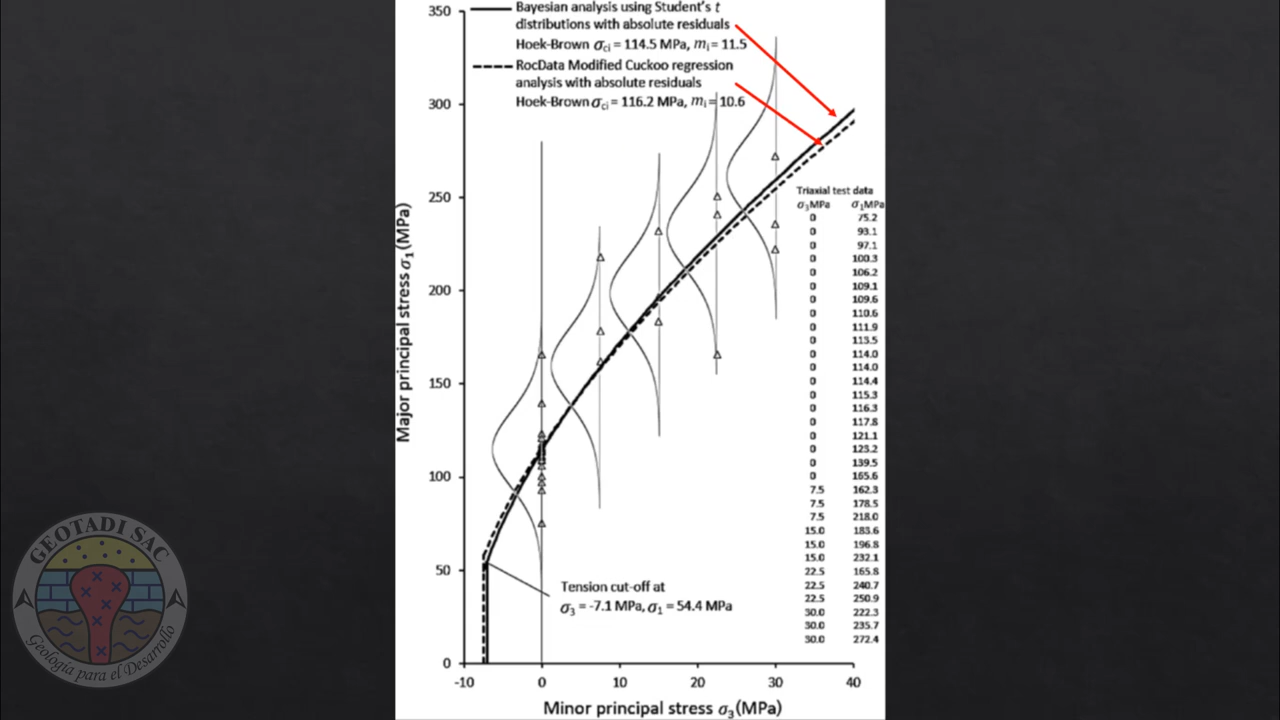 350
300
250
200
150
100
50
0
Major principal stress σ₁(MPa)
Bayesian analysis using Student's t
distributions with absolute residuals
Hoek-Brown σci = 114.5 MPa, mi = 11.5
RocData Modified Cuckoo regression
analysis with absolute residuals
Hoek-Brown σci = 116.2 MPa, mi = 10.6
Triaxial test data
σ₃MPa σ₁MPa
0 75.2
0 93.1
0 97.1
0 100.3
0 106.2
0 109.1
0 109.6
0 110.6
0 111.9
0 113.5
0 114.0
0 114.0
0 114.4
0 115.3
0 116.3
0 117.8
0 121.1
0 123.2
0 139.5
0 165.6
7.5 162.3
7.5 178.5
7.5 218.0
15.0 183.6
15.0 196.8
15.0 232.1
22.5 165.8
22.5 240.7
22.5 250.9
30.0 222.3
30.0 235.7
30.0 272.4
Tension cut-off at
σ₃ = -7.1 MPa, σ₁ = 54.4 MPa
-10 0 10 20 30 40
Minor principal stress σ₃(MPa)
GEOTADI SAC
Geología para el Desarrollo